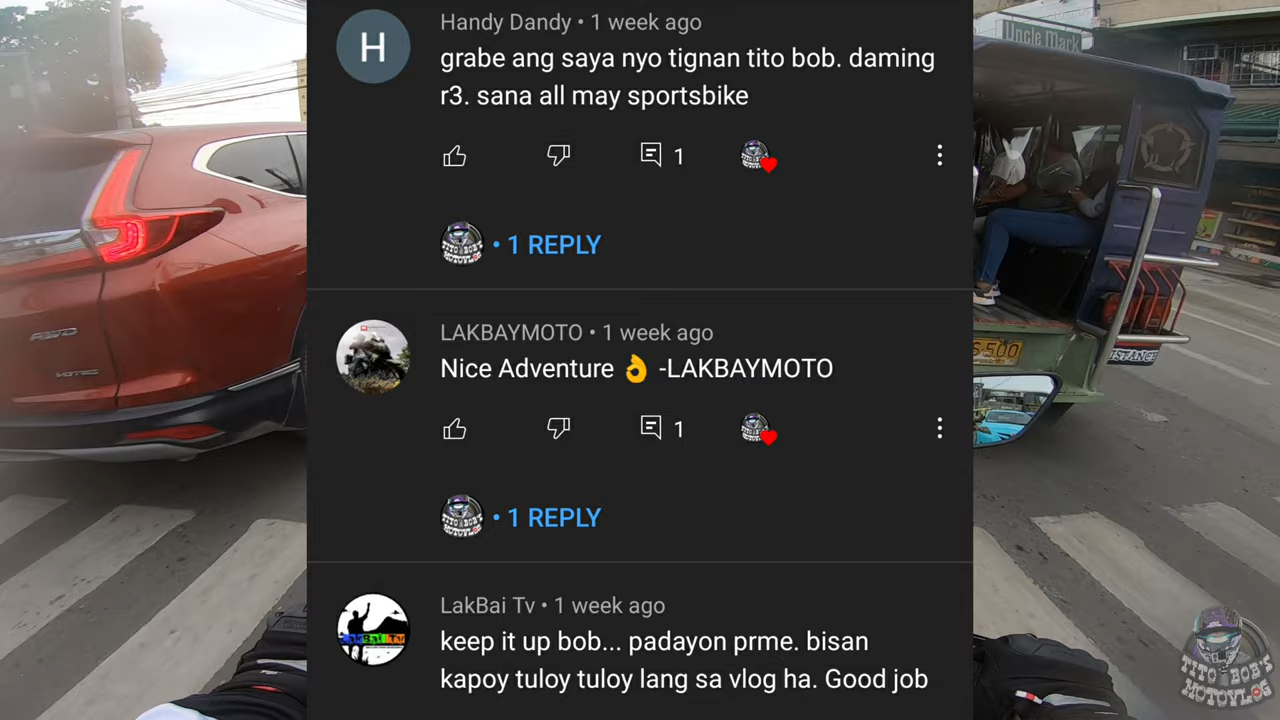 Handy Dandy • 1 week ago
grabe ang saya nyo tignan tito bob. daming
r3. sana all may sportsbike
1
• 1 REPLY
LAKBAYMOTO • 1 week ago
Nice Adventure 👌 -LAKBAYMOTO
1
• 1 REPLY
LakBai Tv • 1 week ago
keep it up bob... padayon prme. bisan
kapoy tuloy tuloy lang sa vlog ha. Good job
Uncle Mark
TITO BOB'S
MOTOVLOG